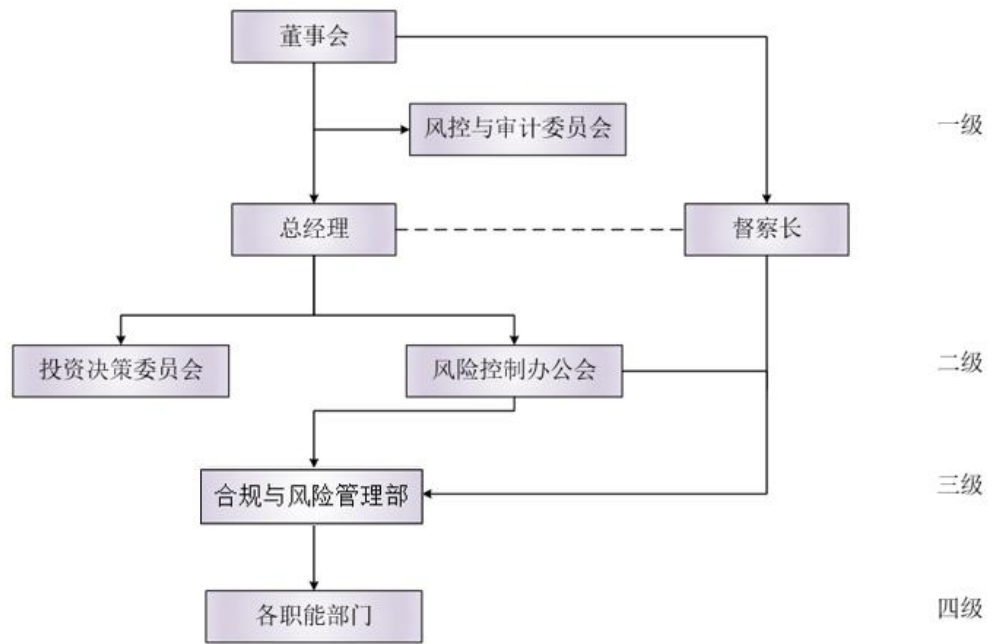 董事会
风控与审计委员会
一级
总经理
督察长
投资决策委员会
风险控制办公会
二级
合规与风险管理部
三级
各职能部门
四级